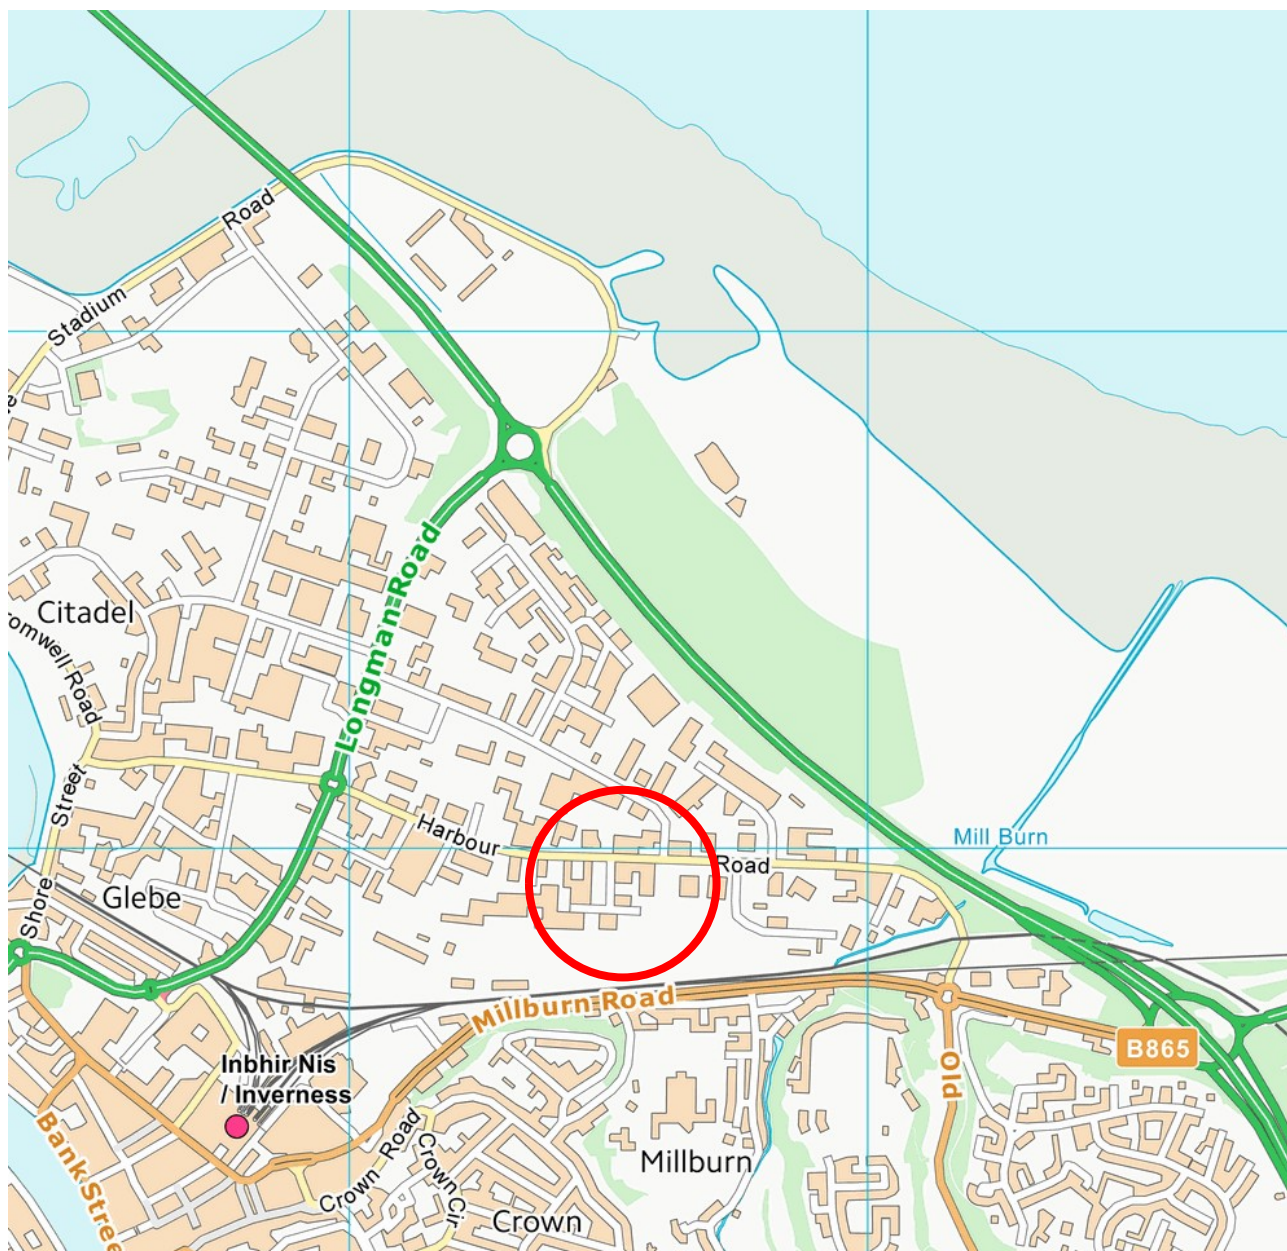 Road
Stadium
Longman Road
Citadel
Cromwell Road
Street
Shore
Harbour
Road
Mill Burn
Glebe
Millburn Road
B865
Inbhir Nis
/ Inverness
Old
Bank Stree
Crown Road
Crown Cir
Millburn
Crown